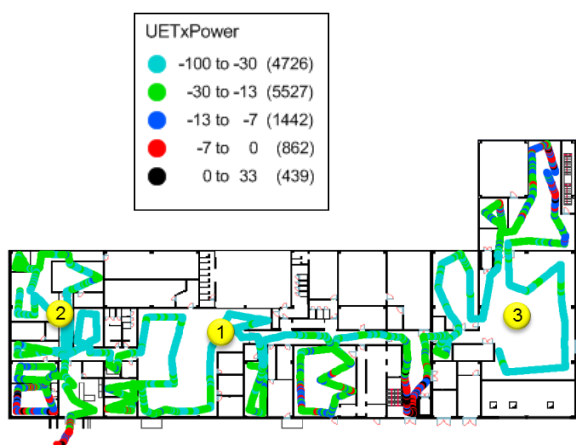 UETxPower
-100 to -30 (4726)
-30 to -13 (5527)
-13 to -7 (1442)
-7 to 0 (862)
0 to 33 (439)
3
2
1